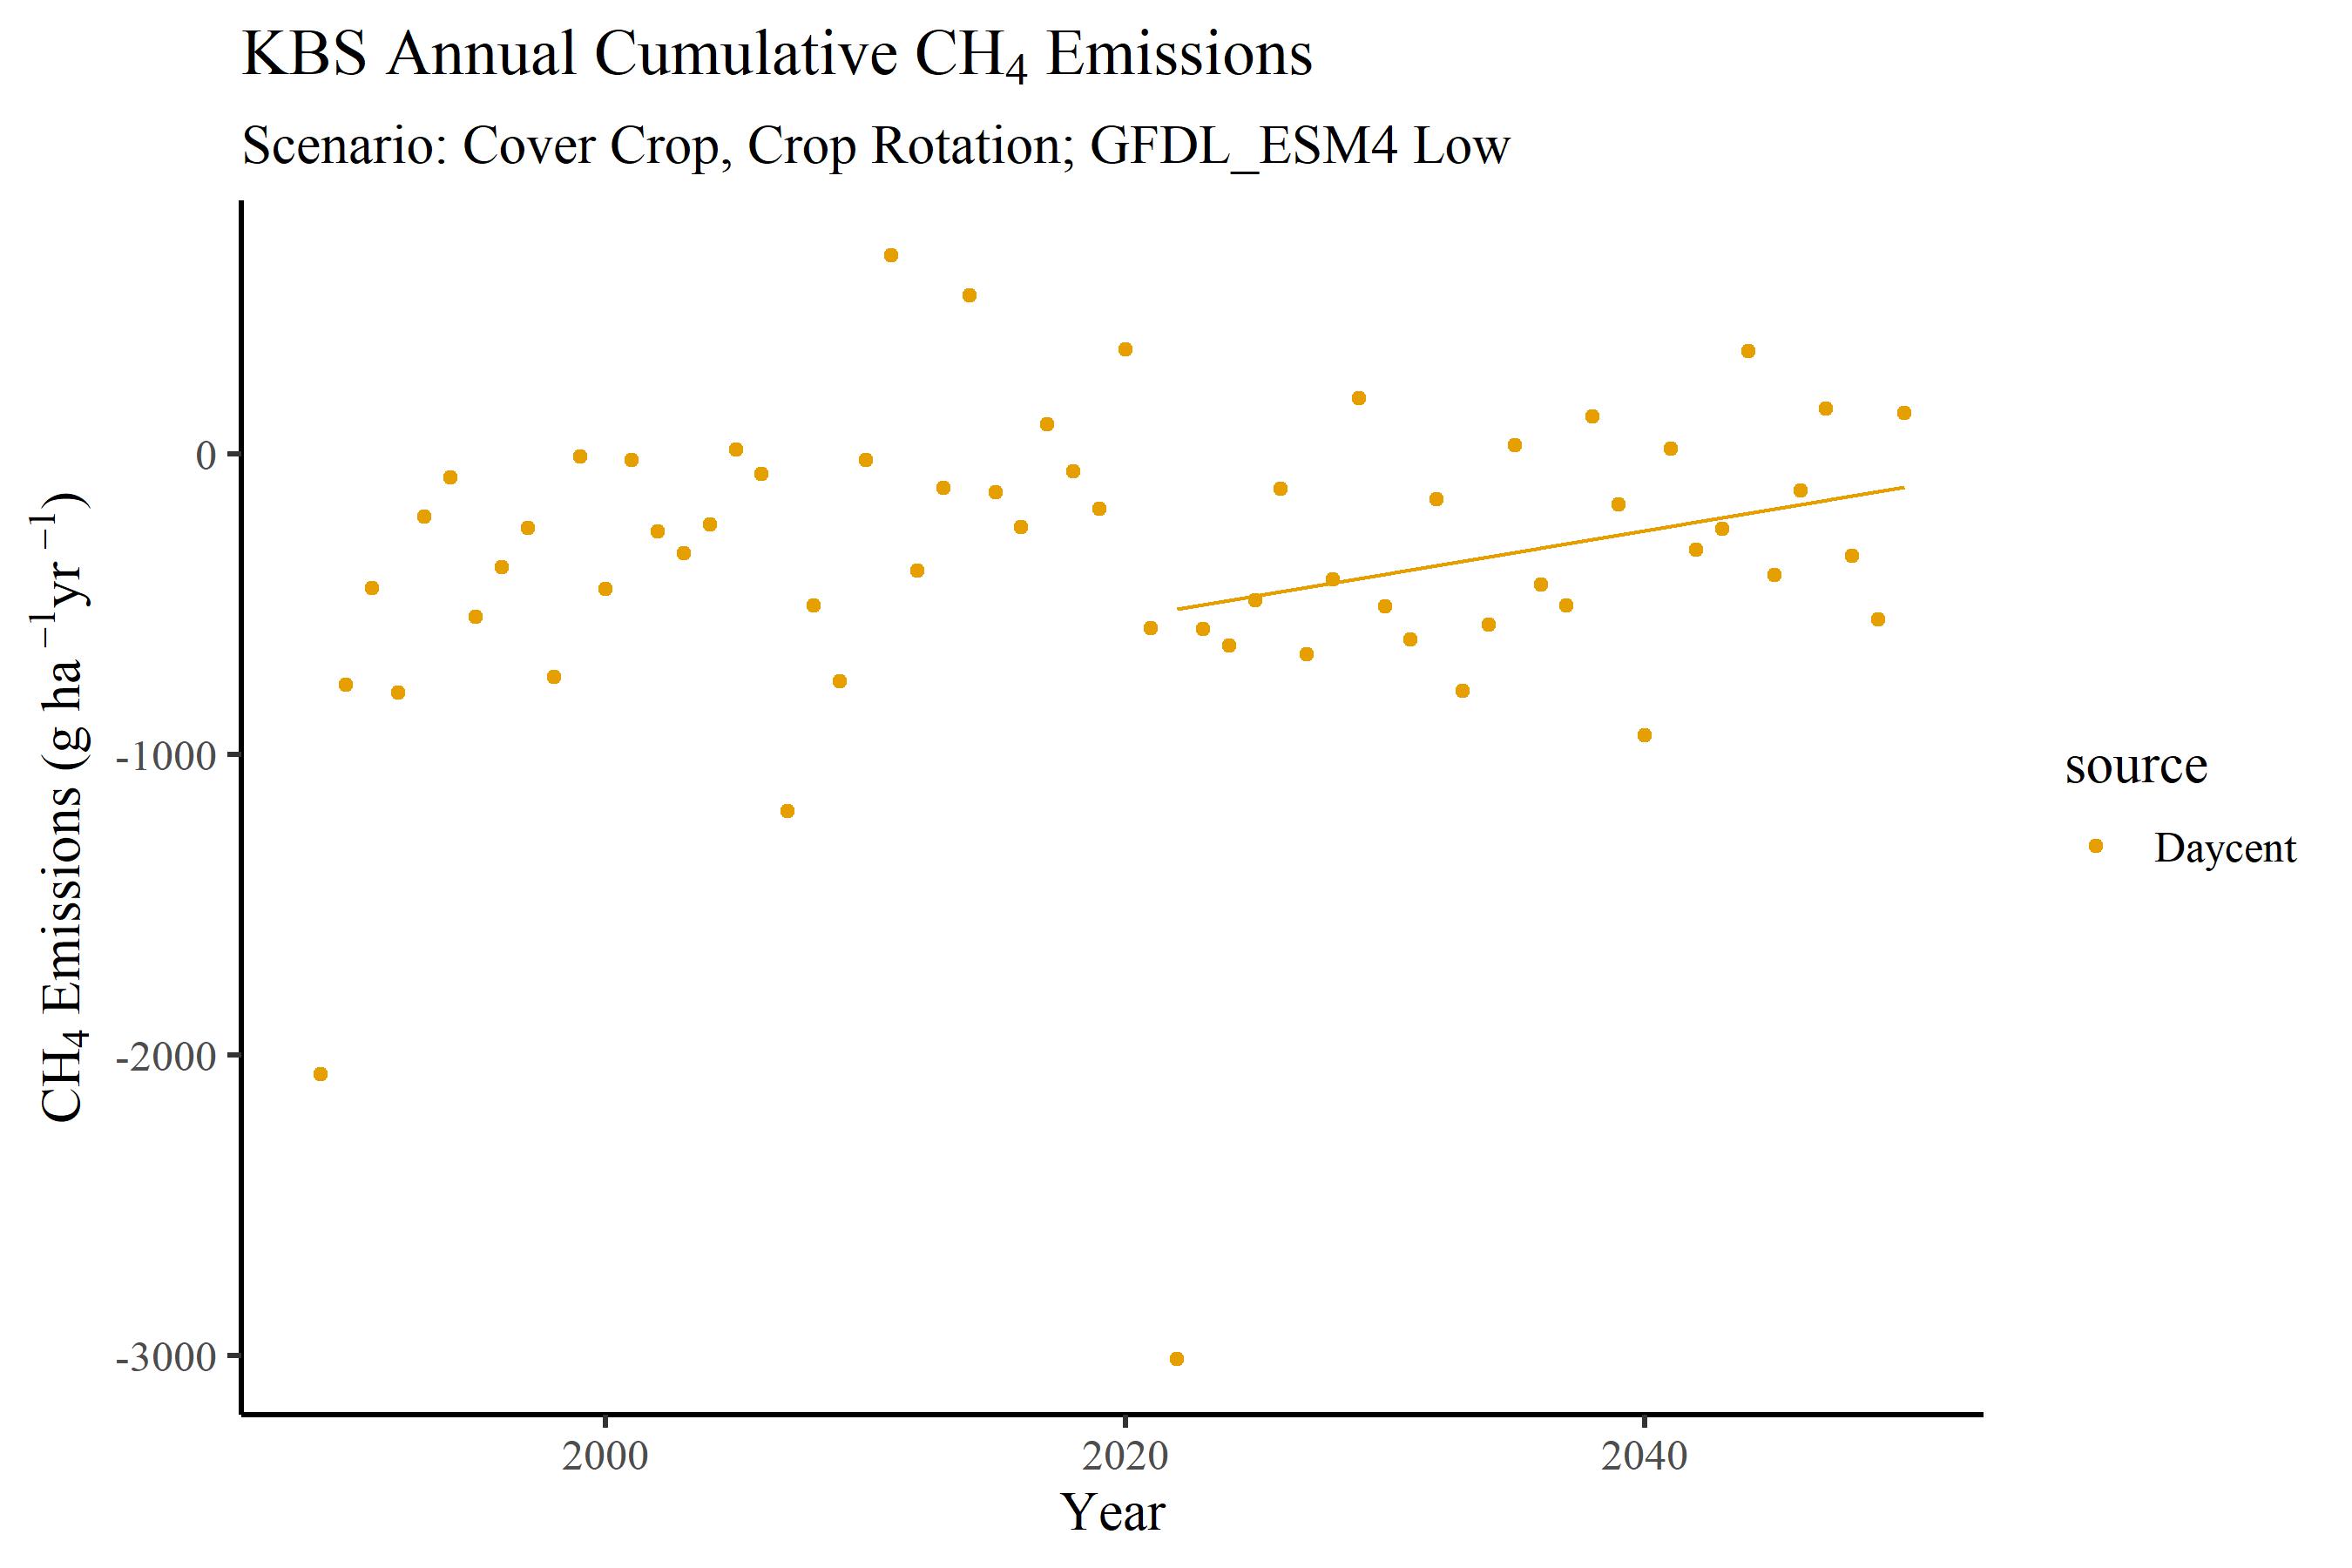 KBS Annual Cumulative CH₄ Emissions
Scenario: Cover Crop, Crop Rotation; GFDL_ESM4 Low
CH₄ Emissions (g ha ⁻¹yr ⁻¹)
0
-1000
-2000
-3000
2000 2020 2040
Year
source
Daycent